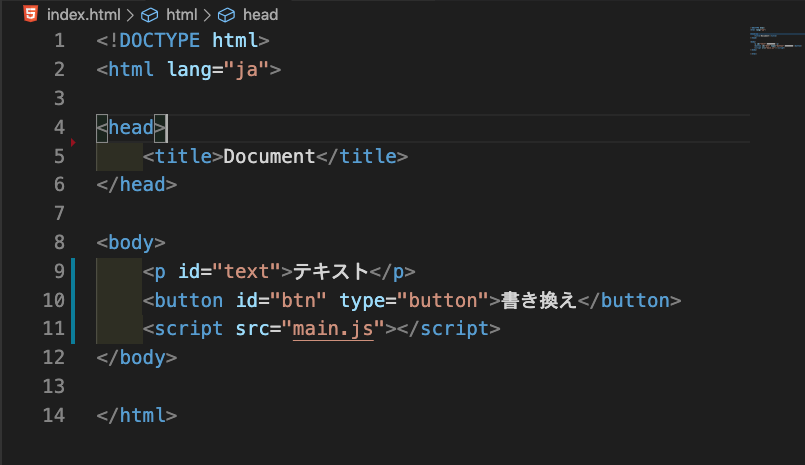 index.html > html > head
1 <!DOCTYPE html>
2 <html lang="ja">
3
4 <head>
5     <title>Document</title>
6 </head>
7
8 <body>
9     <p id="text">テキスト</p>
10     <button id="btn" type="button">書き換え</button>
11     <script src="main.js"></script>
12 </body>
13
14 </html>